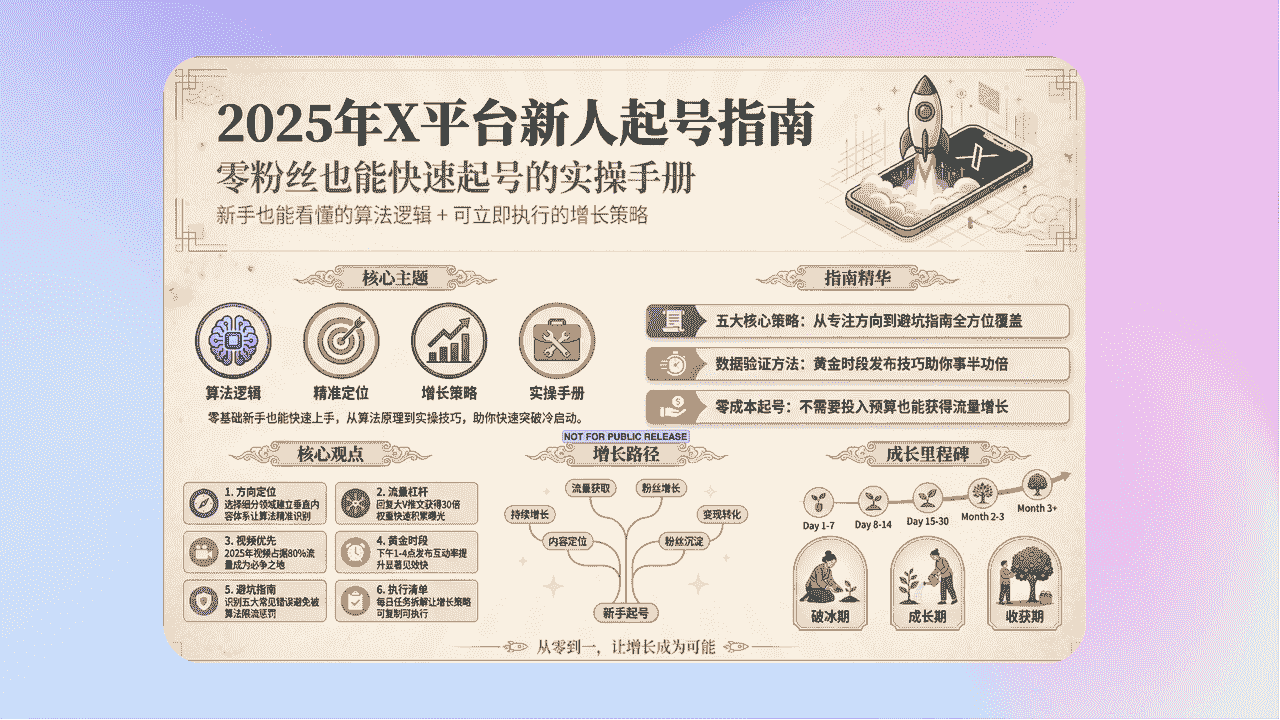 2025年X平台新人起号指南
零粉丝也能快速起号的实操手册
新手也能看懂的算法逻辑 + 可立即执行的增长策略
X
核心主题
算法逻辑
精准定位
增长策略
实操手册
零基础新手也能快速上手，从算法原理到实操技巧，助你快速突破冷启动。
指南精华
五大核心策略：从专注方向到避坑指南全方位覆盖
数据验证方法：黄金时段发布技巧助你事半功倍
$
零成本起号：不需要投入预算也能获得流量增长
核心观点
1. 方向定位
选择细分领域建立垂直内
容体系让算法精准识别
2. 流量杠杆
回复大V推文获得30倍
权重快速积累曝光
3. 视频优先
2025年视频占据80%流
量成为必争之地
4. 黄金时段
下午1-4点发布互动率提
升显著见效快
5. 避坑指南
识别五大常见错误避免被
算法限流惩罚
6. 执行清单
每日任务拆解让增长策略
可复制可执行
NOT FOR PUBLIC RELEASE
增长路径
流量获取
粉丝增长
持续增长
变现转化
内容定位
粉丝沉淀
新手起号
成长里程碑
Day 1-7
Day 8-14
Day 15-30
Month 2-3
Month 3+
破冰期
成长期
收获期
从零到一，让增长成为可能